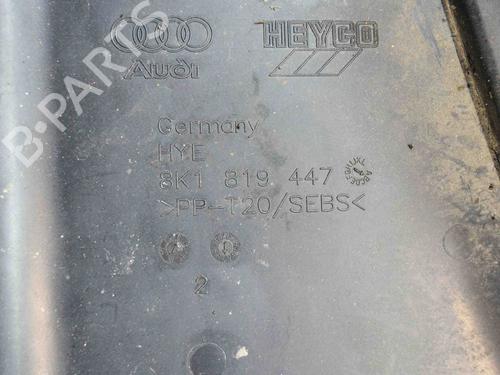 Audi
HEYCO
Germany
HYE
8K1 819 447
>PP-T20/SEBS<
2
B-PARTS